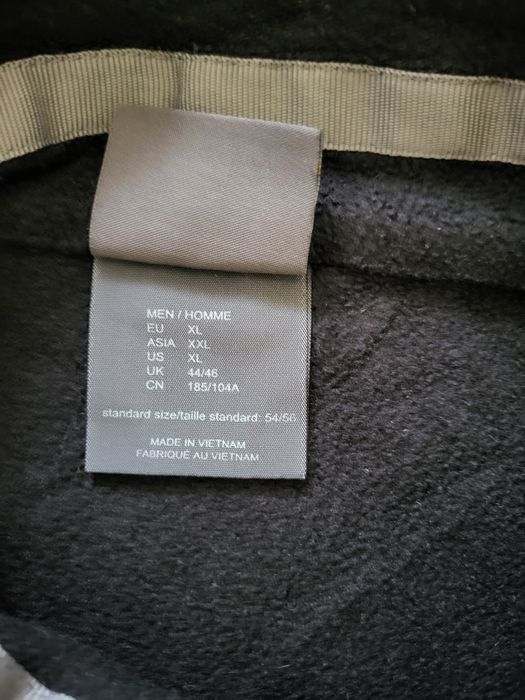 MEN / HOMME
EU XL
ASIA XXL
US XL
UK 44/46
CN 185/104A
standard size/taille standard: 54/56
MADE IN VIETNAM
FABRIQUÉ AU VIETNAM